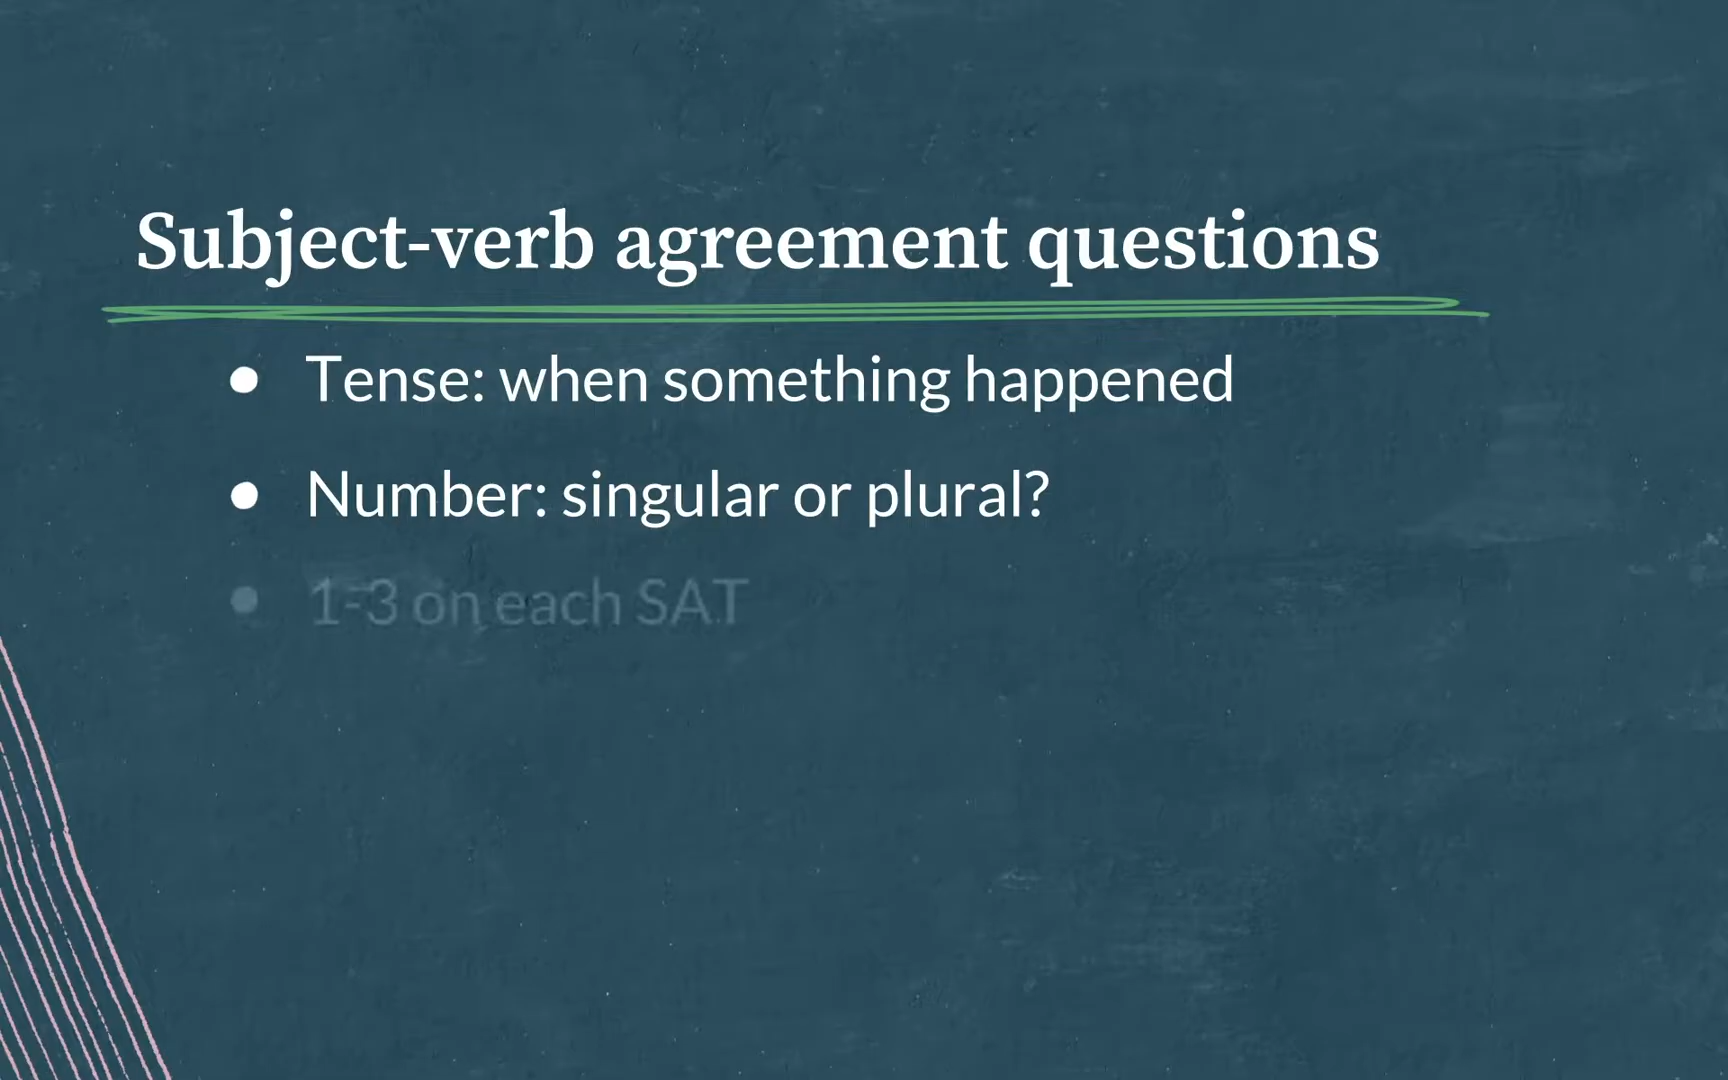 Subject-verb agreement questions
● Tense: when something happened
● Number: singular or plural?
● 1-3 on each SAT